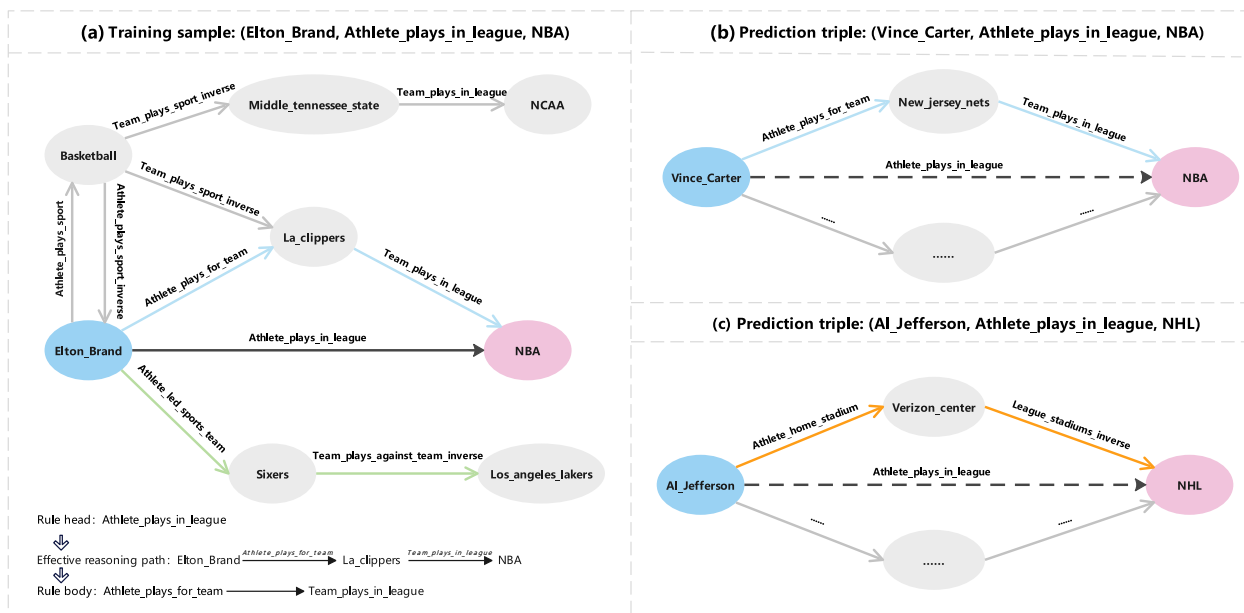 (a) Training sample: (Elton_Brand, Athlete_plays_in_league, NBA)
Team_plays_sport_inverse
Middle_tennessee_state
Team_plays_in_league
NCAA
Basketball
Team_plays_sport_inverse
Athlete_plays_sport
Athlete_plays_sport_inverse
La_clippers
Athlete_plays_for_team
Team_plays_in_league
Elton_Brand
Athlete_plays_in_league
NBA
Athlete_led_sports_team
Sixers
Team_plays_against_team_inverse
Los_angeles_lakers
Rule head: Athlete_plays_in_league
Effective reasoning path: Elton_Brand Athlete_plays_for_team La_clippers Team_plays_in_league NBA
Rule body: Athlete_plays_for_team Team_plays_in_league
(b) Prediction triple: (Vince_Carter, Athlete_plays_in_league, NBA)
Athlete_plays_for_team
New_jersey_nets
Team_plays_in_league
Vince_Carter
Athlete_plays_in_league
NBA
......
......
......
(c) Prediction triple: (Al_Jefferson, Athlete_plays_in_league, NHL)
Athlete_home_stadium
Verizon_center
League_stadiums_inverse
Al_Jefferson
Athlete_plays_in_league
NHL
......
......
......